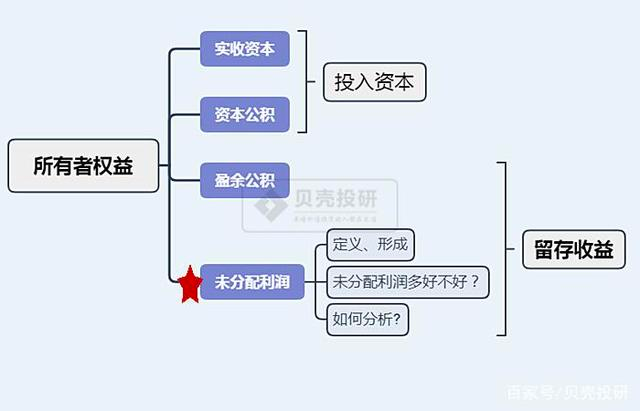 实收资本
投入资本
资本公积
所有者权益
盈余公积
贝壳投研
定义、形成
留存收益
未分配利润
未分配利润多好不好？
如何分析?
百家号/贝壳投研